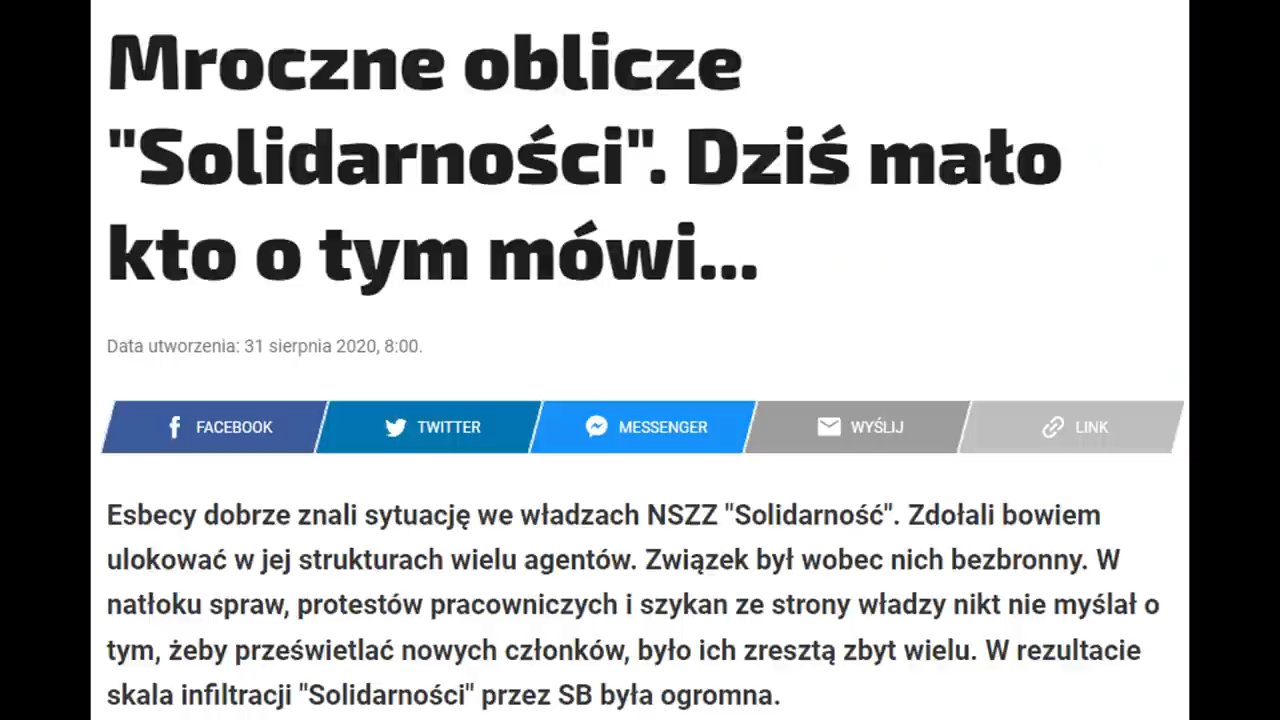 Mroczne oblicze
"Solidarności". Dziś mało
kto o tym mówi...
Data utworzenia: 31 sierpnia 2020, 8:00.
FACEBOOK TWITTER MESSENGER WYŚLIJ LINK
Esbecy dobrze znali sytuację we władzach NSZZ "Solidarność". Zdołali bowiem
ulokować w jej strukturach wielu agentów. Związek był wobec nich bezbronny. W
natłoku spraw, protestów pracowniczych i szykan ze strony władzy nikt nie myślał o
tym, żeby prześwietlać nowych członków, było ich zresztą zbyt wielu. W rezultacie
skala infiltracji "Solidarności" przez SB była ogromna.